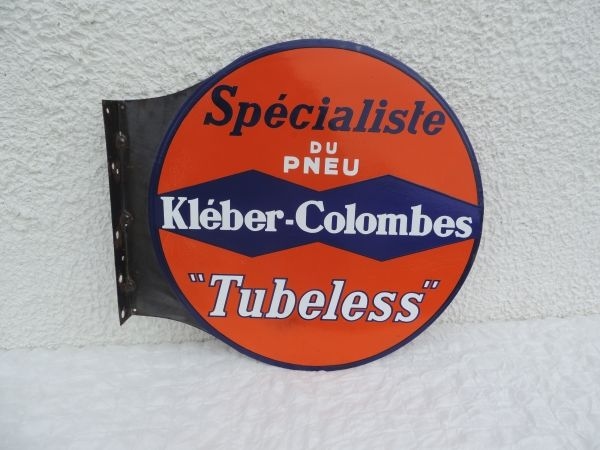 Spécialiste
DU
PNEU
Kléber-Colombes
"Tubeless"